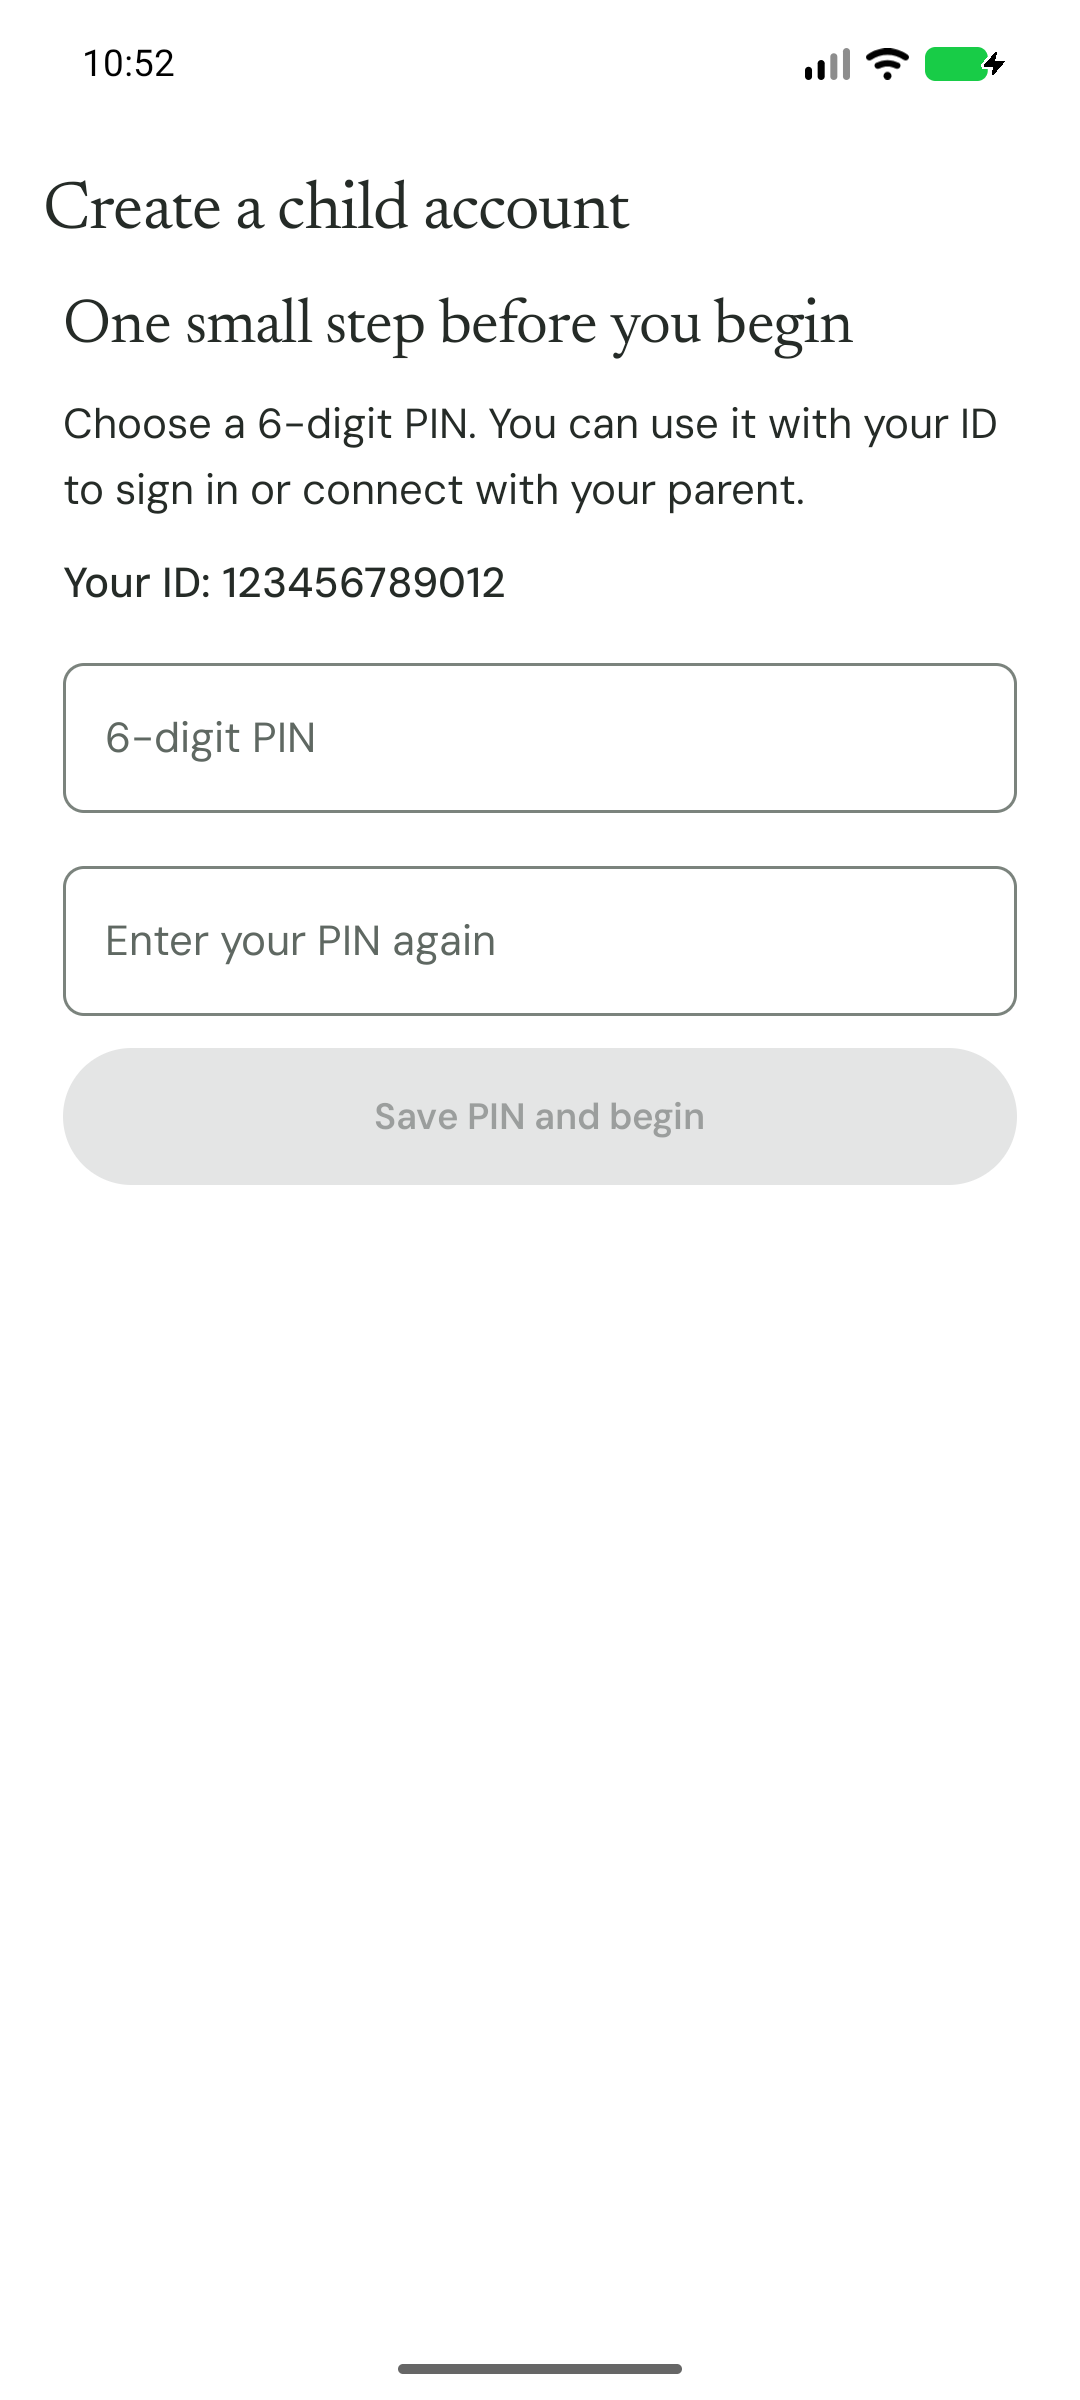 10:52
Create a child account
One small step before you begin
Choose a 6-digit PIN. You can use it with your ID
to sign in or connect with your parent.
Your ID: 123456789012
6-digit PIN
Enter your PIN again
Save PIN and begin